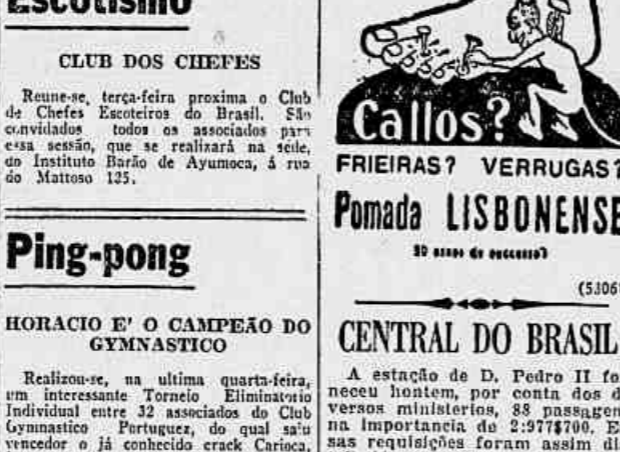 Escotismo
CLUB DOS CHEFES
Reune-se, terça-feira proxima o Club
de Chefes Escoteiros do Brasil. São
convidados todos os associados para
essa sessão, que se realizará na séde,
do Instituto Barão de Ayumoca, á rua
do Mattoso 125.
Ping-pong
HORACIO E' O CAMPEÃO DO
GYMNASTICO
Realizou-se, na ultima quarta-feira,
um interessante Torneio Eliminatorio
Individual entre 32 associados do Club
Gymnastico Portuguez, do qual saiu
vencedor o já conhecido crack Carioca,
Callos?
FRIEIRAS? VERRUGAS?
Pomada LISBONENSE
(5306
CENTRAL DO BRASIL
A estação de D. Pedro II fo
neceu hontem, por conta dos d
versos ministerios, 88 passagen
na importancia de 2:977$700. E
sas requisições foram assim di